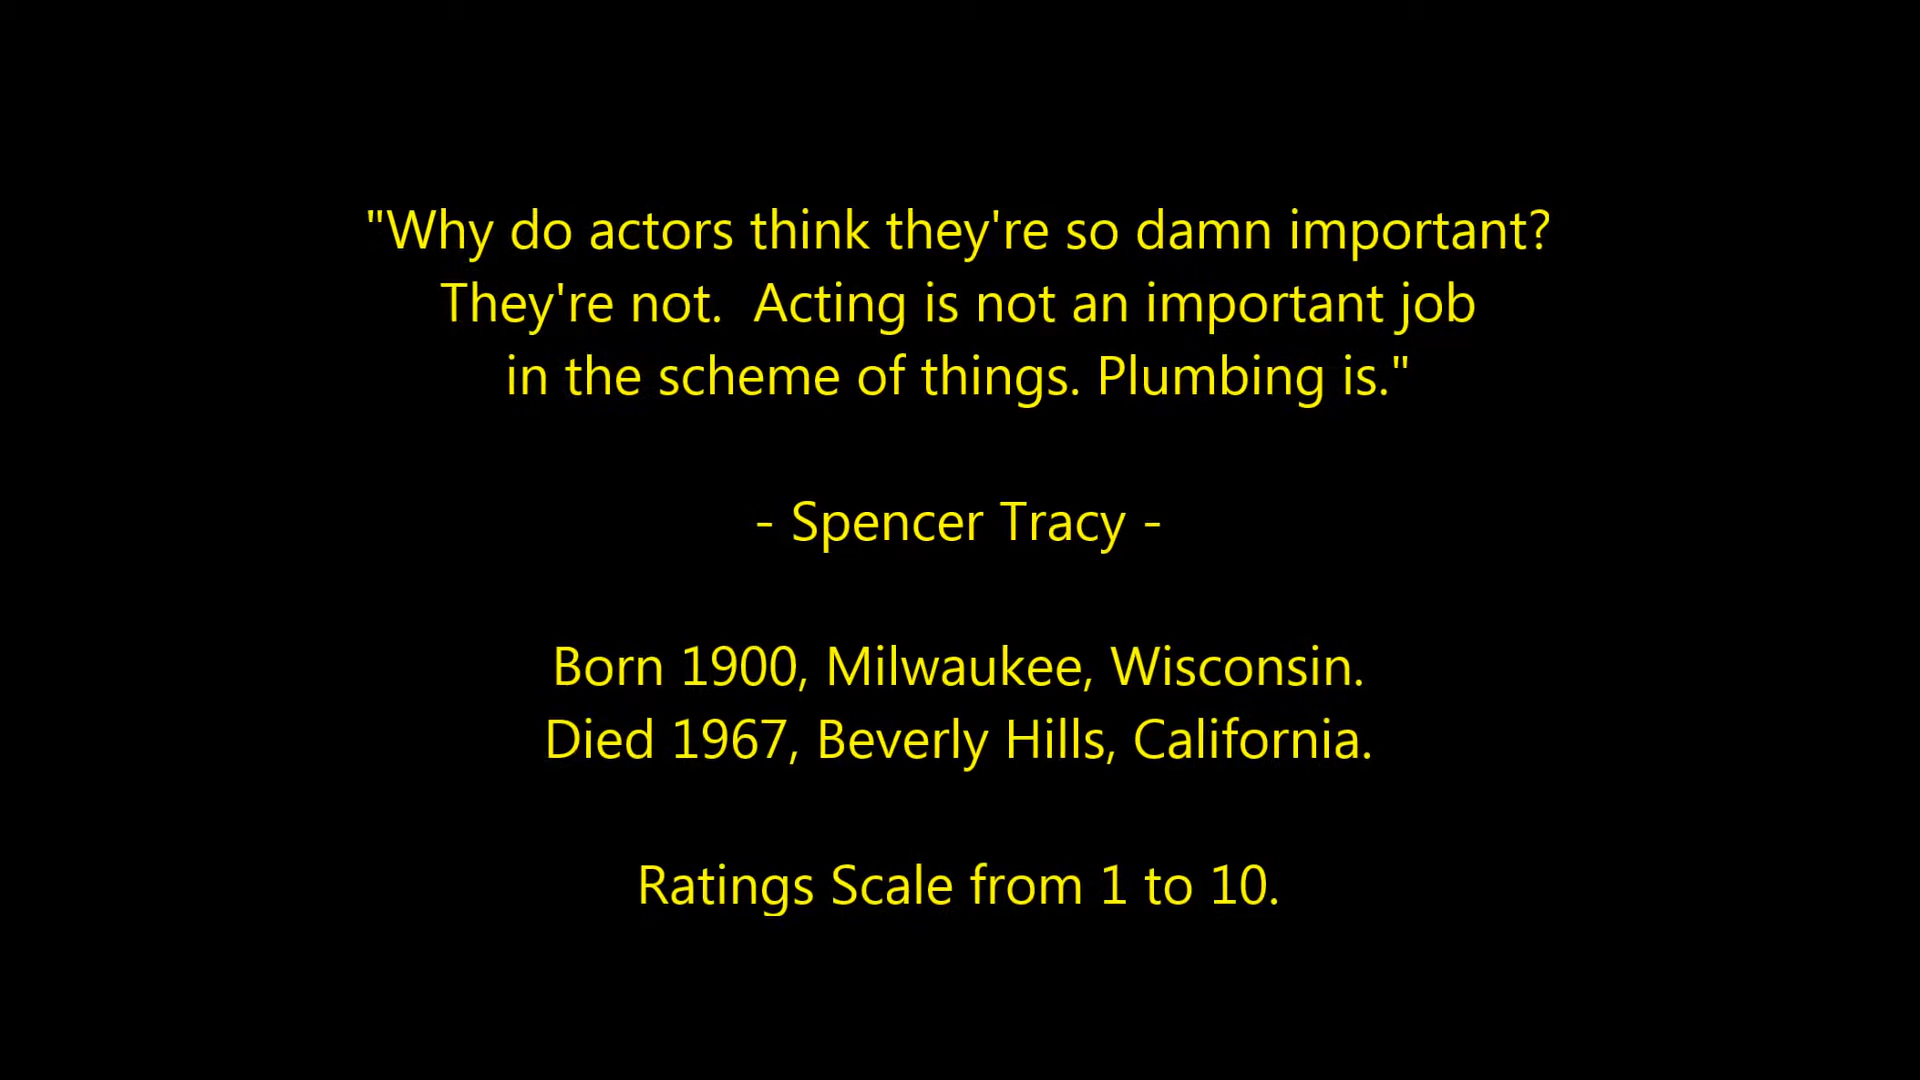 "Why do actors think they're so damn important?
They're not.  Acting is not an important job
in the scheme of things. Plumbing is."
- Spencer Tracy -
Born 1900, Milwaukee, Wisconsin.
Died 1967, Beverly Hills, California.
Ratings Scale from 1 to 10.